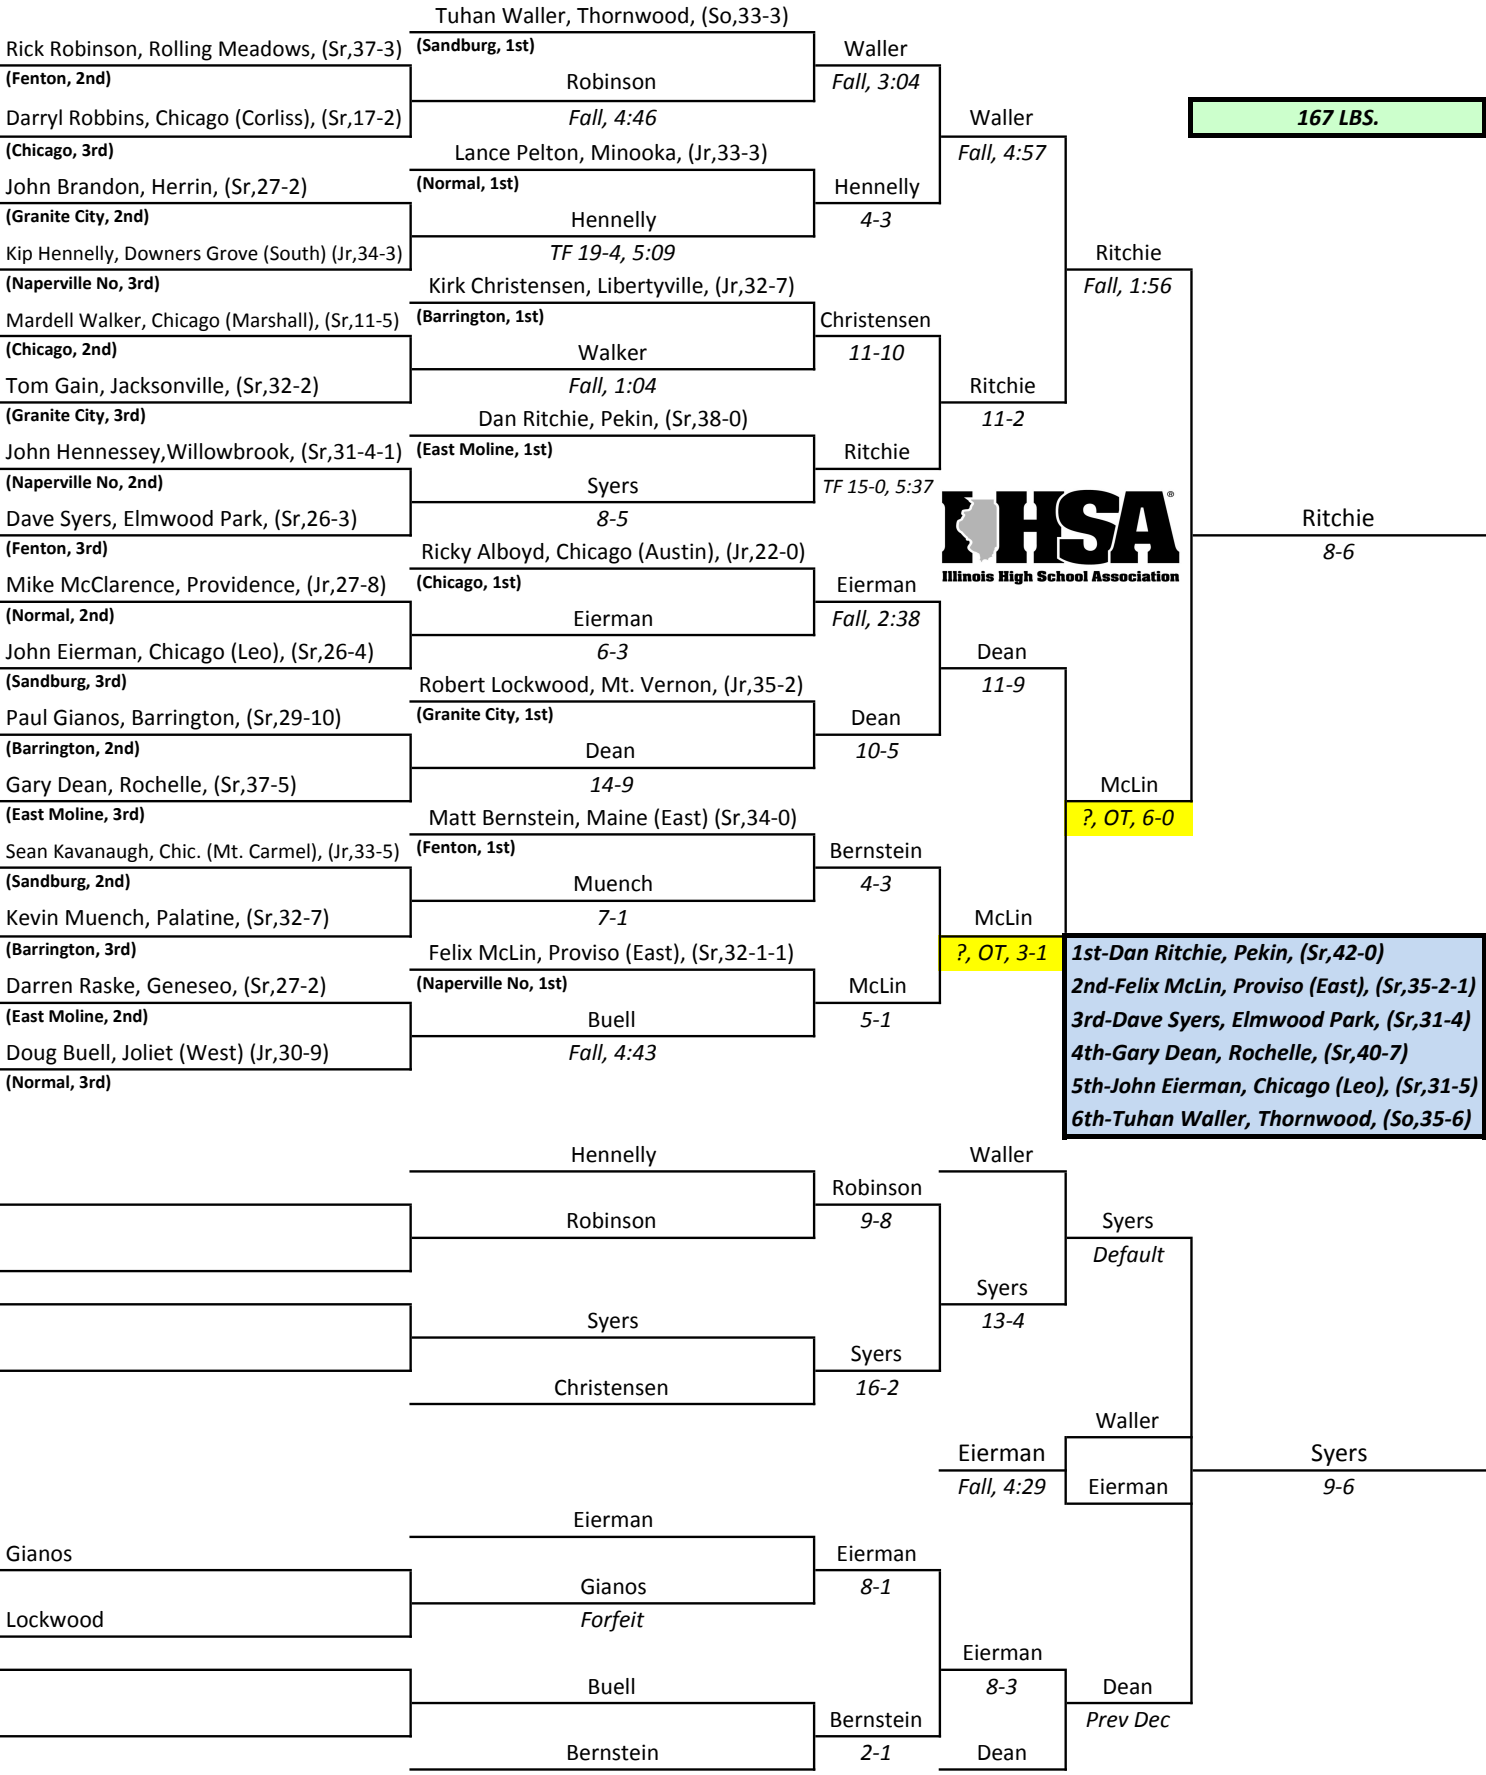 Tuhan Waller, Thornwood, (So,33-3)
Rick Robinson, Rolling Meadows, (Sr,37-3)
(Sandburg, 1st)
Waller
(Fenton, 2nd)
Robinson
Fall, 3:04
Darryl Robbins, Chicago (Corliss), (Sr,17-2)
Fall, 4:46
Waller
167 LBS.
(Chicago, 3rd)
Lance Pelton, Minooka, (Jr,33-3)
Fall, 4:57
John Brandon, Herrin, (Sr,27-2)
(Normal, 1st)
Hennelly
(Granite City, 2nd)
Hennelly
4-3
Kip Hennelly, Downers Grove (South) (Jr,34-3)
TF 19-4, 5:09
Ritchie
(Naperville No, 3rd)
Kirk Christensen, Libertyville, (Jr,32-7)
Fall, 1:56
Mardell Walker, Chicago (Marshall), (Sr,11-5)
(Barrington, 1st)
Christensen
(Chicago, 2nd)
Walker
11-10
Tom Gain, Jacksonville, (Sr,32-2)
Fall, 1:04
Ritchie
(Granite City, 3rd)
Dan Ritchie, Pekin, (Sr,38-0)
11-2
John Hennessey,Willowbrook, (Sr,31-4-1)
(East Moline, 1st)
Ritchie
(Naperville No, 2nd)
Syers
TF 15-0, 5:37
Dave Syers, Elmwood Park, (Sr,26-3)
8-5
IHSA
®
Ritchie
(Fenton, 3rd)
Ricky Alboyd, Chicago (Austin), (Jr,22-0)
8-6
Mike McClarence, Providence, (Jr,27-8)
(Chicago, 1st)
Eierman
Illinois High School Association
(Normal, 2nd)
Eierman
Fall, 2:38
John Eierman, Chicago (Leo), (Sr,26-4)
6-3
Dean
(Sandburg, 3rd)
Robert Lockwood, Mt. Vernon, (Jr,35-2)
11-9
Paul Gianos, Barrington, (Sr,29-10)
(Granite City, 1st)
Dean
(Barrington, 2nd)
Dean
10-5
Gary Dean, Rochelle, (Sr,37-5)
14-9
McLin
(East Moline, 3rd)
Matt Bernstein, Maine (East) (Sr,34-0)
?, OT, 6-0
Sean Kavanaugh, Chic. (Mt. Carmel), (Jr,33-5)
(Fenton, 1st)
Bernstein
(Sandburg, 2nd)
Muench
4-3
Kevin Muench, Palatine, (Sr,32-7)
7-1
McLin
(Barrington, 3rd)
Felix McLin, Proviso (East), (Sr,32-1-1)
?, OT, 3-1
1st-Dan Ritchie, Pekin, (Sr,42-0)
Darren Raske, Geneseo, (Sr,27-2)
(Naperville No, 1st)
McLin
2nd-Felix McLin, Proviso (East), (Sr,35-2-1)
(East Moline, 2nd)
Buell
5-1
3rd-Dave Syers, Elmwood Park, (Sr,31-4)
Doug Buell, Joliet (West) (Jr,30-9)
Fall, 4:43
4th-Gary Dean, Rochelle, (Sr,40-7)
(Normal, 3rd)
5th-John Eierman, Chicago (Leo), (Sr,31-5)
6th-Tuhan Waller, Thornwood, (So,35-6)
Hennelly
Waller
Robinson
Robinson
9-8
Syers
Default
Syers
Syers
13-4
Syers
Christensen
16-2
Waller
Eierman
Syers
Fall, 4:29
Eierman
9-6
Eierman
Gianos
Eierman
Gianos
8-1
Lockwood
Forfeit
Eierman
Buell
8-3
Dean
Bernstein
Prev Dec
Bernstein
2-1
Dean